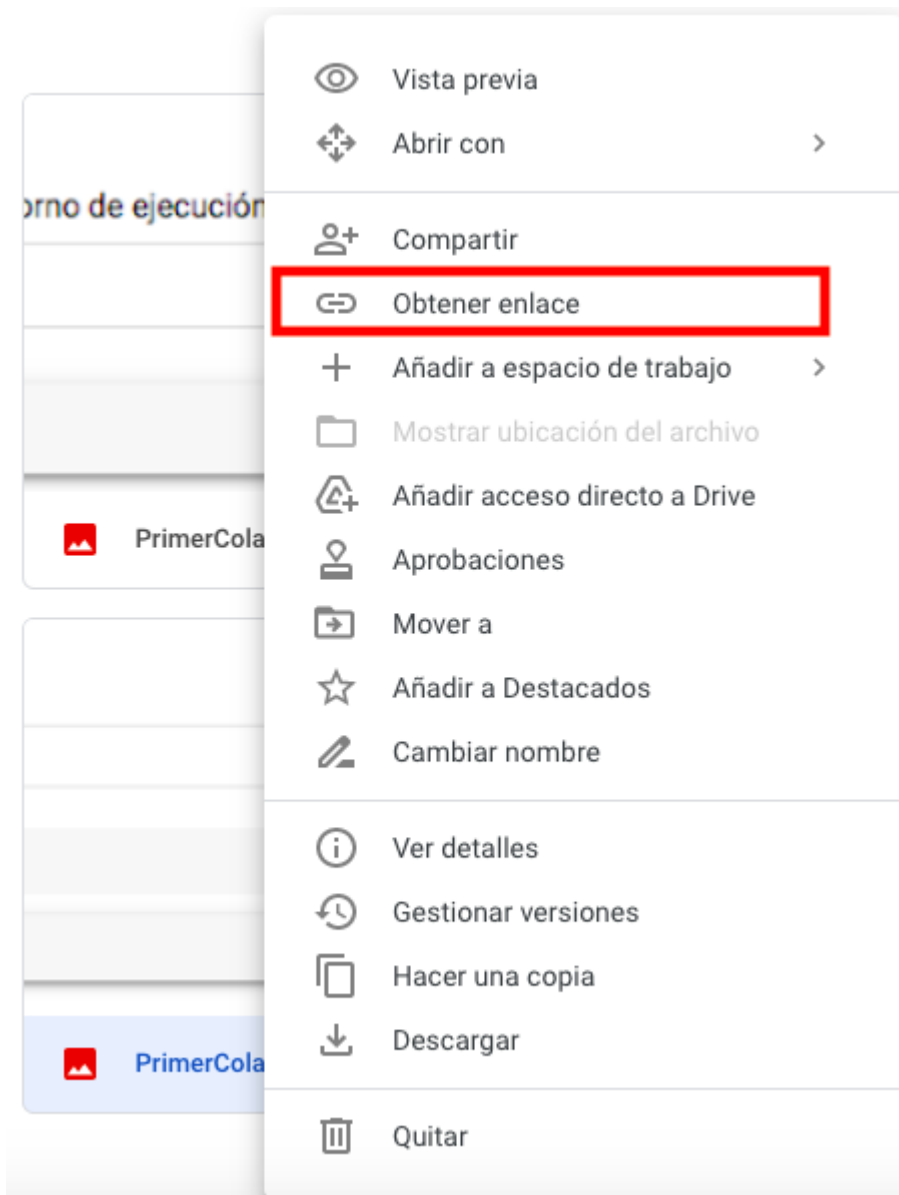 Vista previa
Abrir con
orno de ejecución
Compartir
Obtener enlace
Añadir a espacio de trabajo
Mostrar ubicación del archivo
Añadir acceso directo a Drive
PrimerCola
Aprobaciones
Mover a
Añadir a Destacados
Cambiar nombre
Ver detalles
Gestionar versiones
Hacer una copia
Descargar
PrimerCola
Quitar